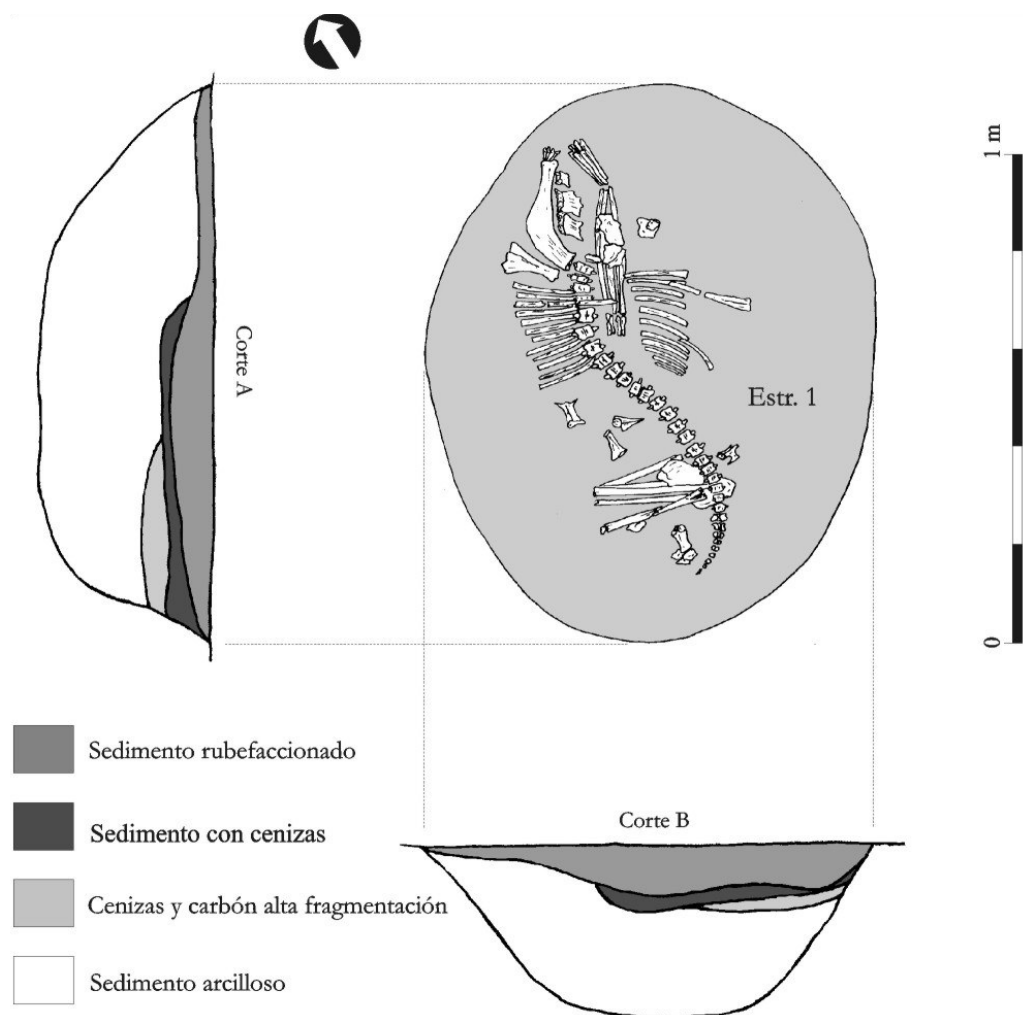 1 m
Corte A
Estr. 1
0
Sedimento rubefaccionado
Sedimento con cenizas
Corte B
Cenizas y carbón alta fragmentación
Sedimento arcilloso